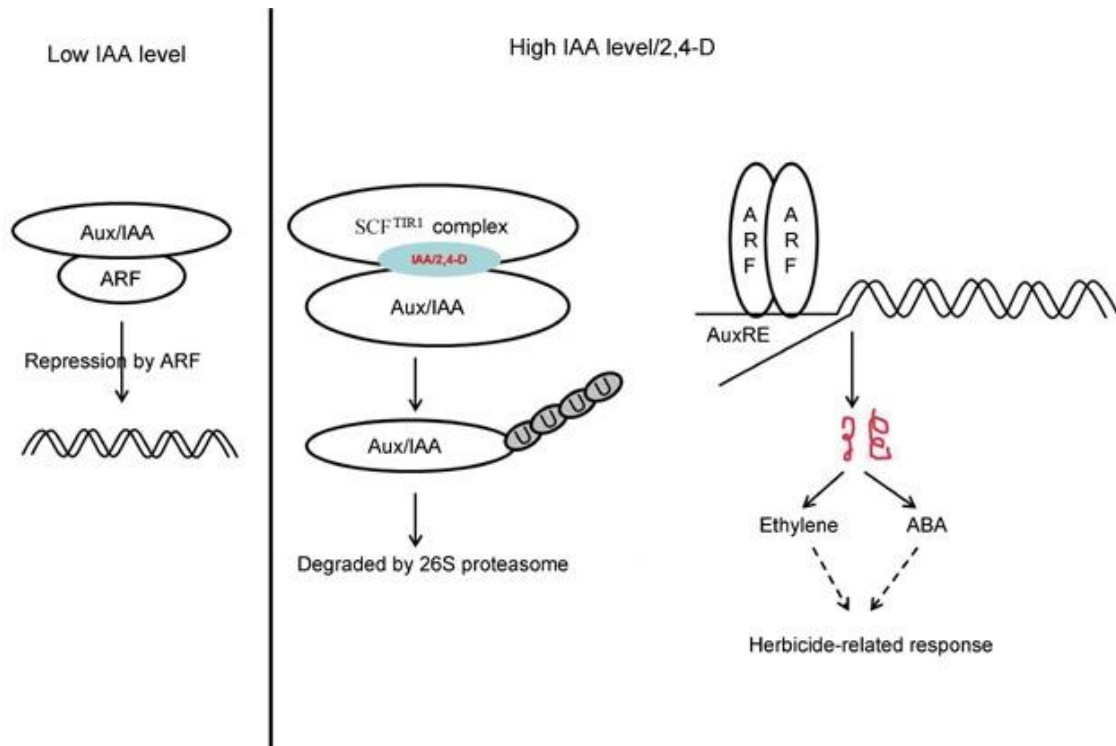 Low IAA level
High IAA level/2,4-D
Aux/IAA
ARF
Repression by ARF
SCF^TIR1 complex
IAA/2,4-D
Aux/IAA
Aux/IAA
U U U U
Degraded by 26S proteasome
A
R
F
A
R
F
AuxRE
Ethylene
ABA
Herbicide-related response